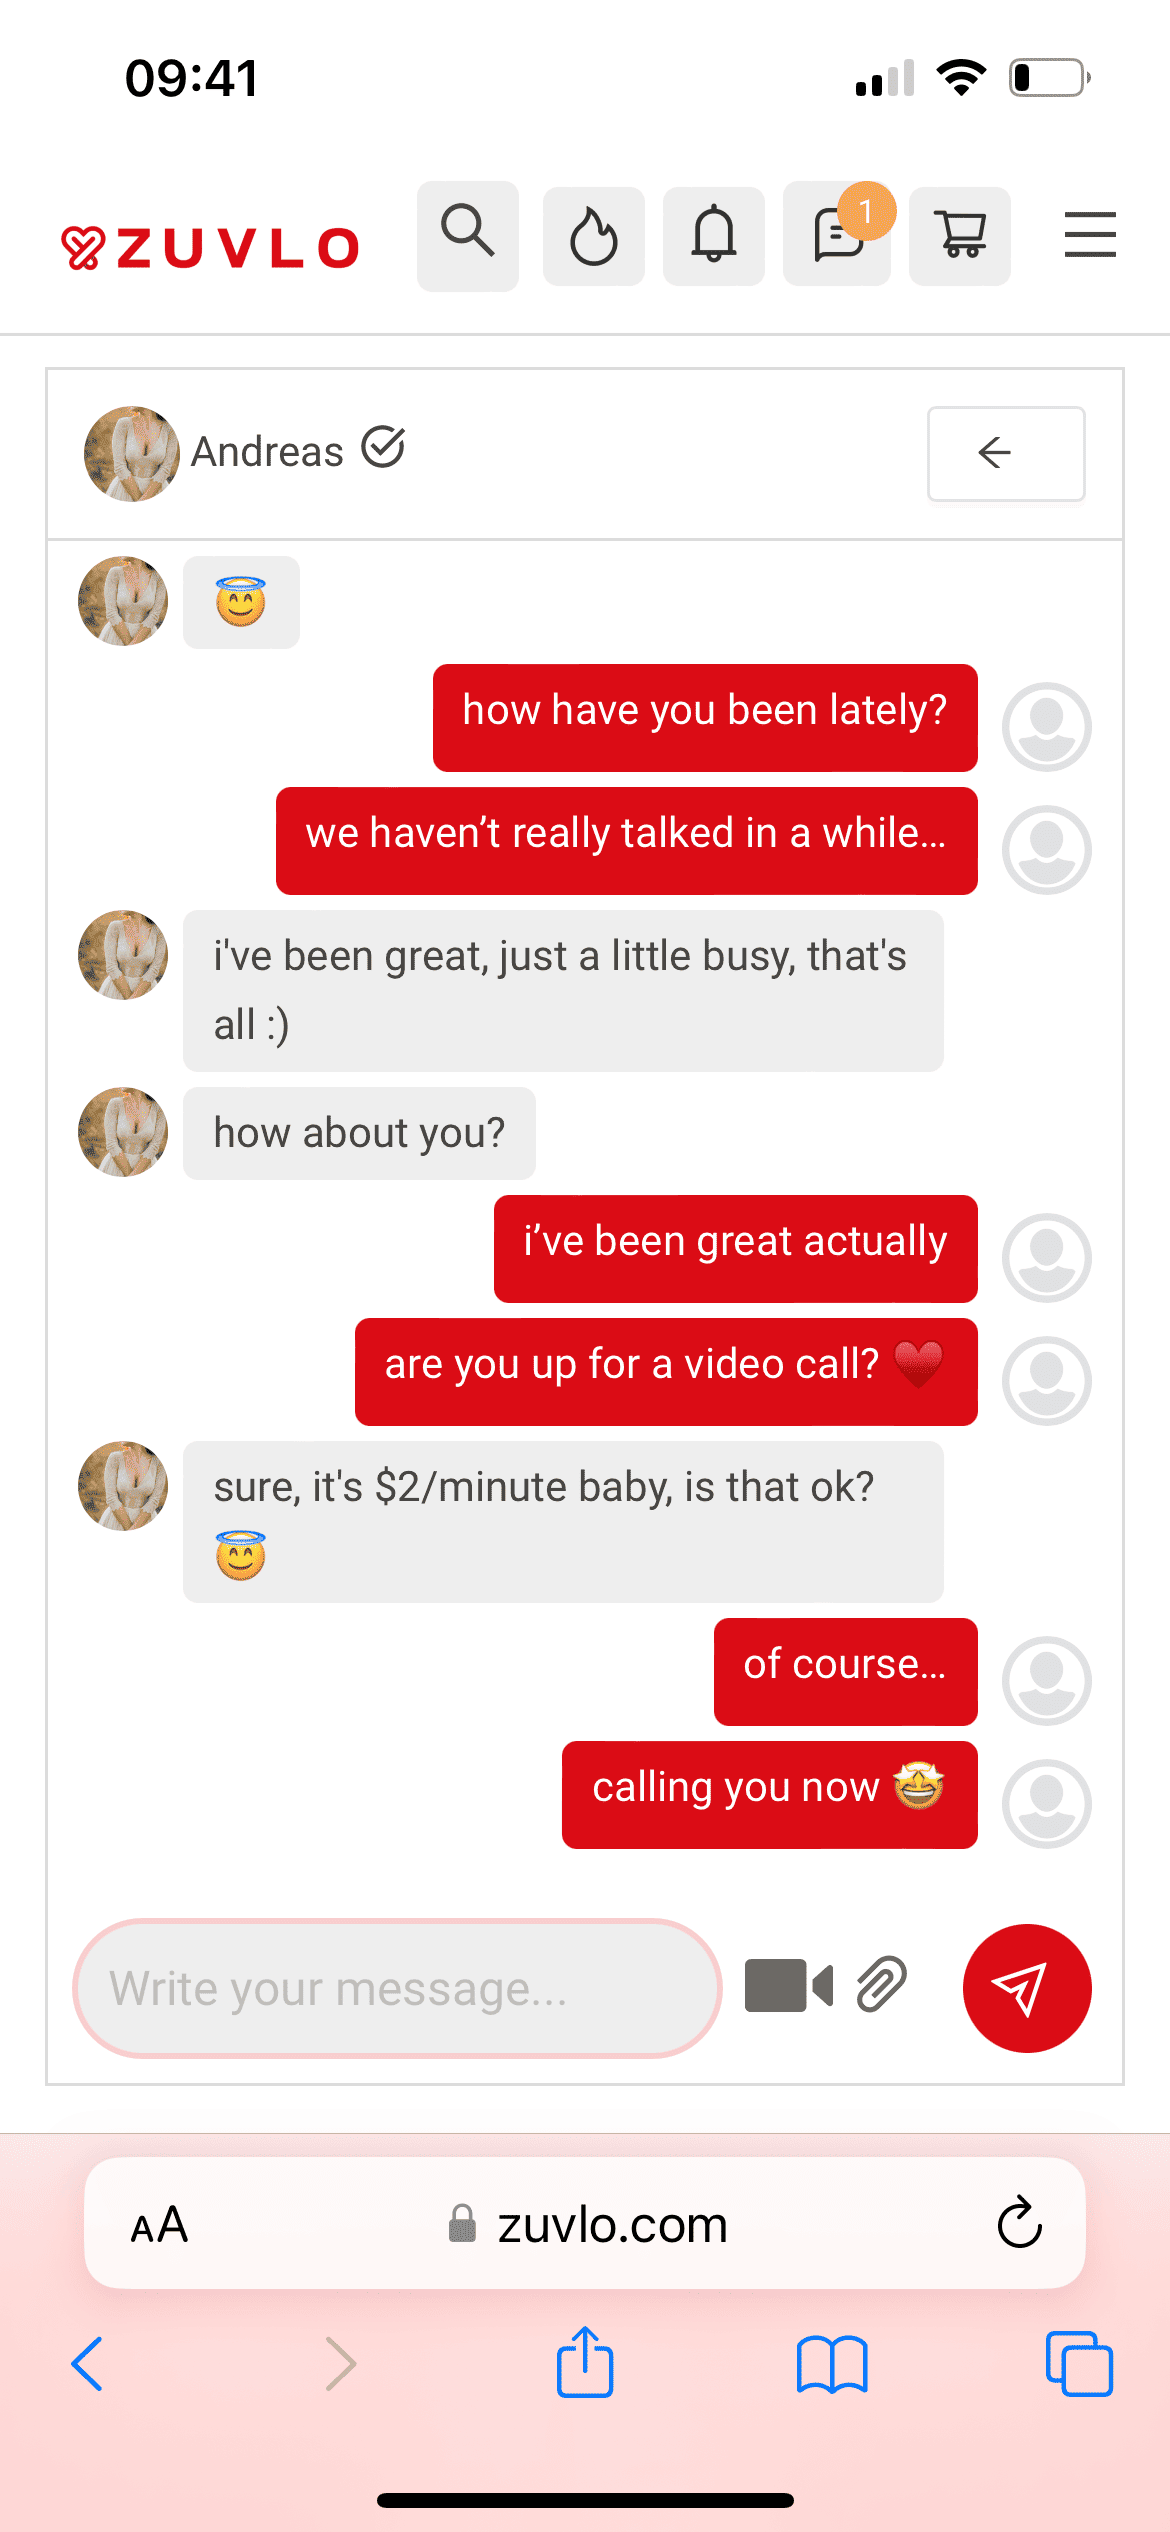 09:41
ZUVLO
1
Andreas
😇
how have you been lately?
we haven’t really talked in a while...
i've been great, just a little busy, that's
all :)
how about you?
i’ve been great actually
are you up for a video call? ♥️
sure, it's $2/minute baby, is that ok?
😇
of course...
calling you now 🤩
Write your message...
AA
zuvlo.com